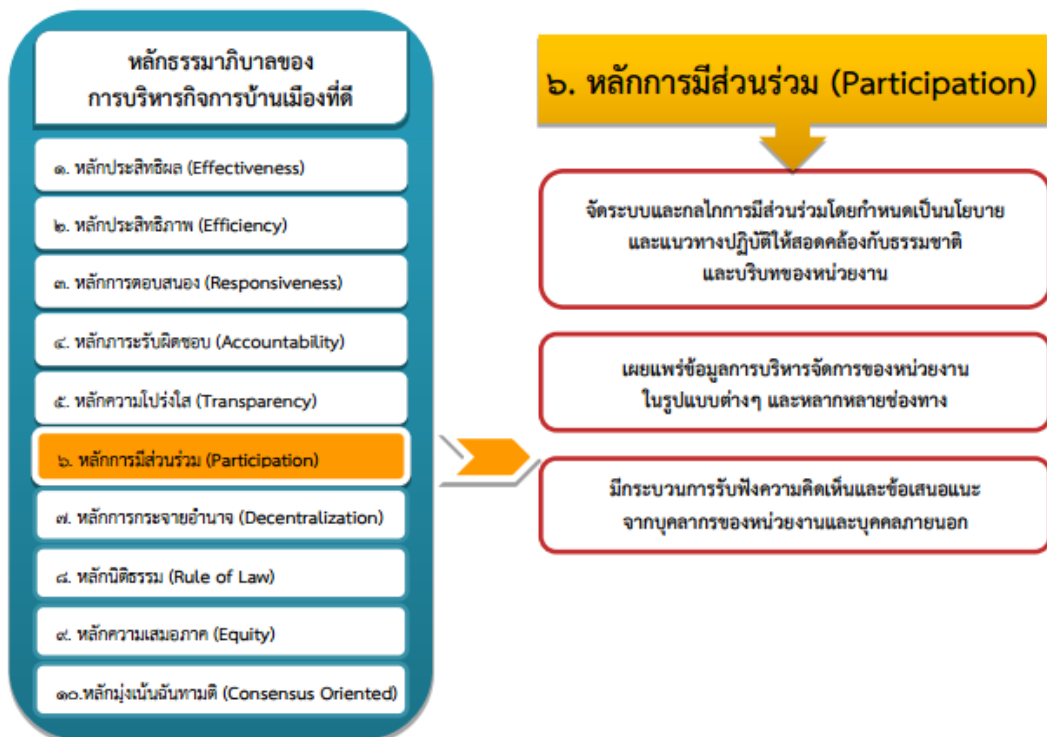 หลักธรรมาภิบาลของ
การบริหารกิจการบ้านเมืองที่ดี
๑. หลักประสิทธิผล (Effectiveness)
๒. หลักประสิทธิภาพ (Efficiency)
๓. หลักการตอบสนอง (Responsiveness)
๔. หลักภาระรับผิดชอบ (Accountability)
๕. หลักความโปร่งใส (Transparency)
๖. หลักการมีส่วนร่วม (Participation)
๗. หลักการกระจายอำนาจ (Decentralization)
๘. หลักนิติธรรม (Rule of Law)
๙. หลักความเสมอภาค (Equity)
๑๐.หลักมุ่งเน้นฉันทามติ (Consensus Oriented)
๖. หลักการมีส่วนร่วม (Participation)
จัดระบบและกลไกการมีส่วนร่วมโดยกำหนดเป็นนโยบาย
และแนวทางปฏิบัติให้สอดคล้องกับธรรมชาติ
และบริบทของหน่วยงาน
เผยแพร่ข้อมูลการบริหารจัดการของหน่วยงาน
ในรูปแบบต่างๆ และหลากหลายช่องทาง
มีกระบวนการรับฟังความคิดเห็นและข้อเสนอแนะ
จากบุคลากรของหน่วยงานและบุคคลภายนอก